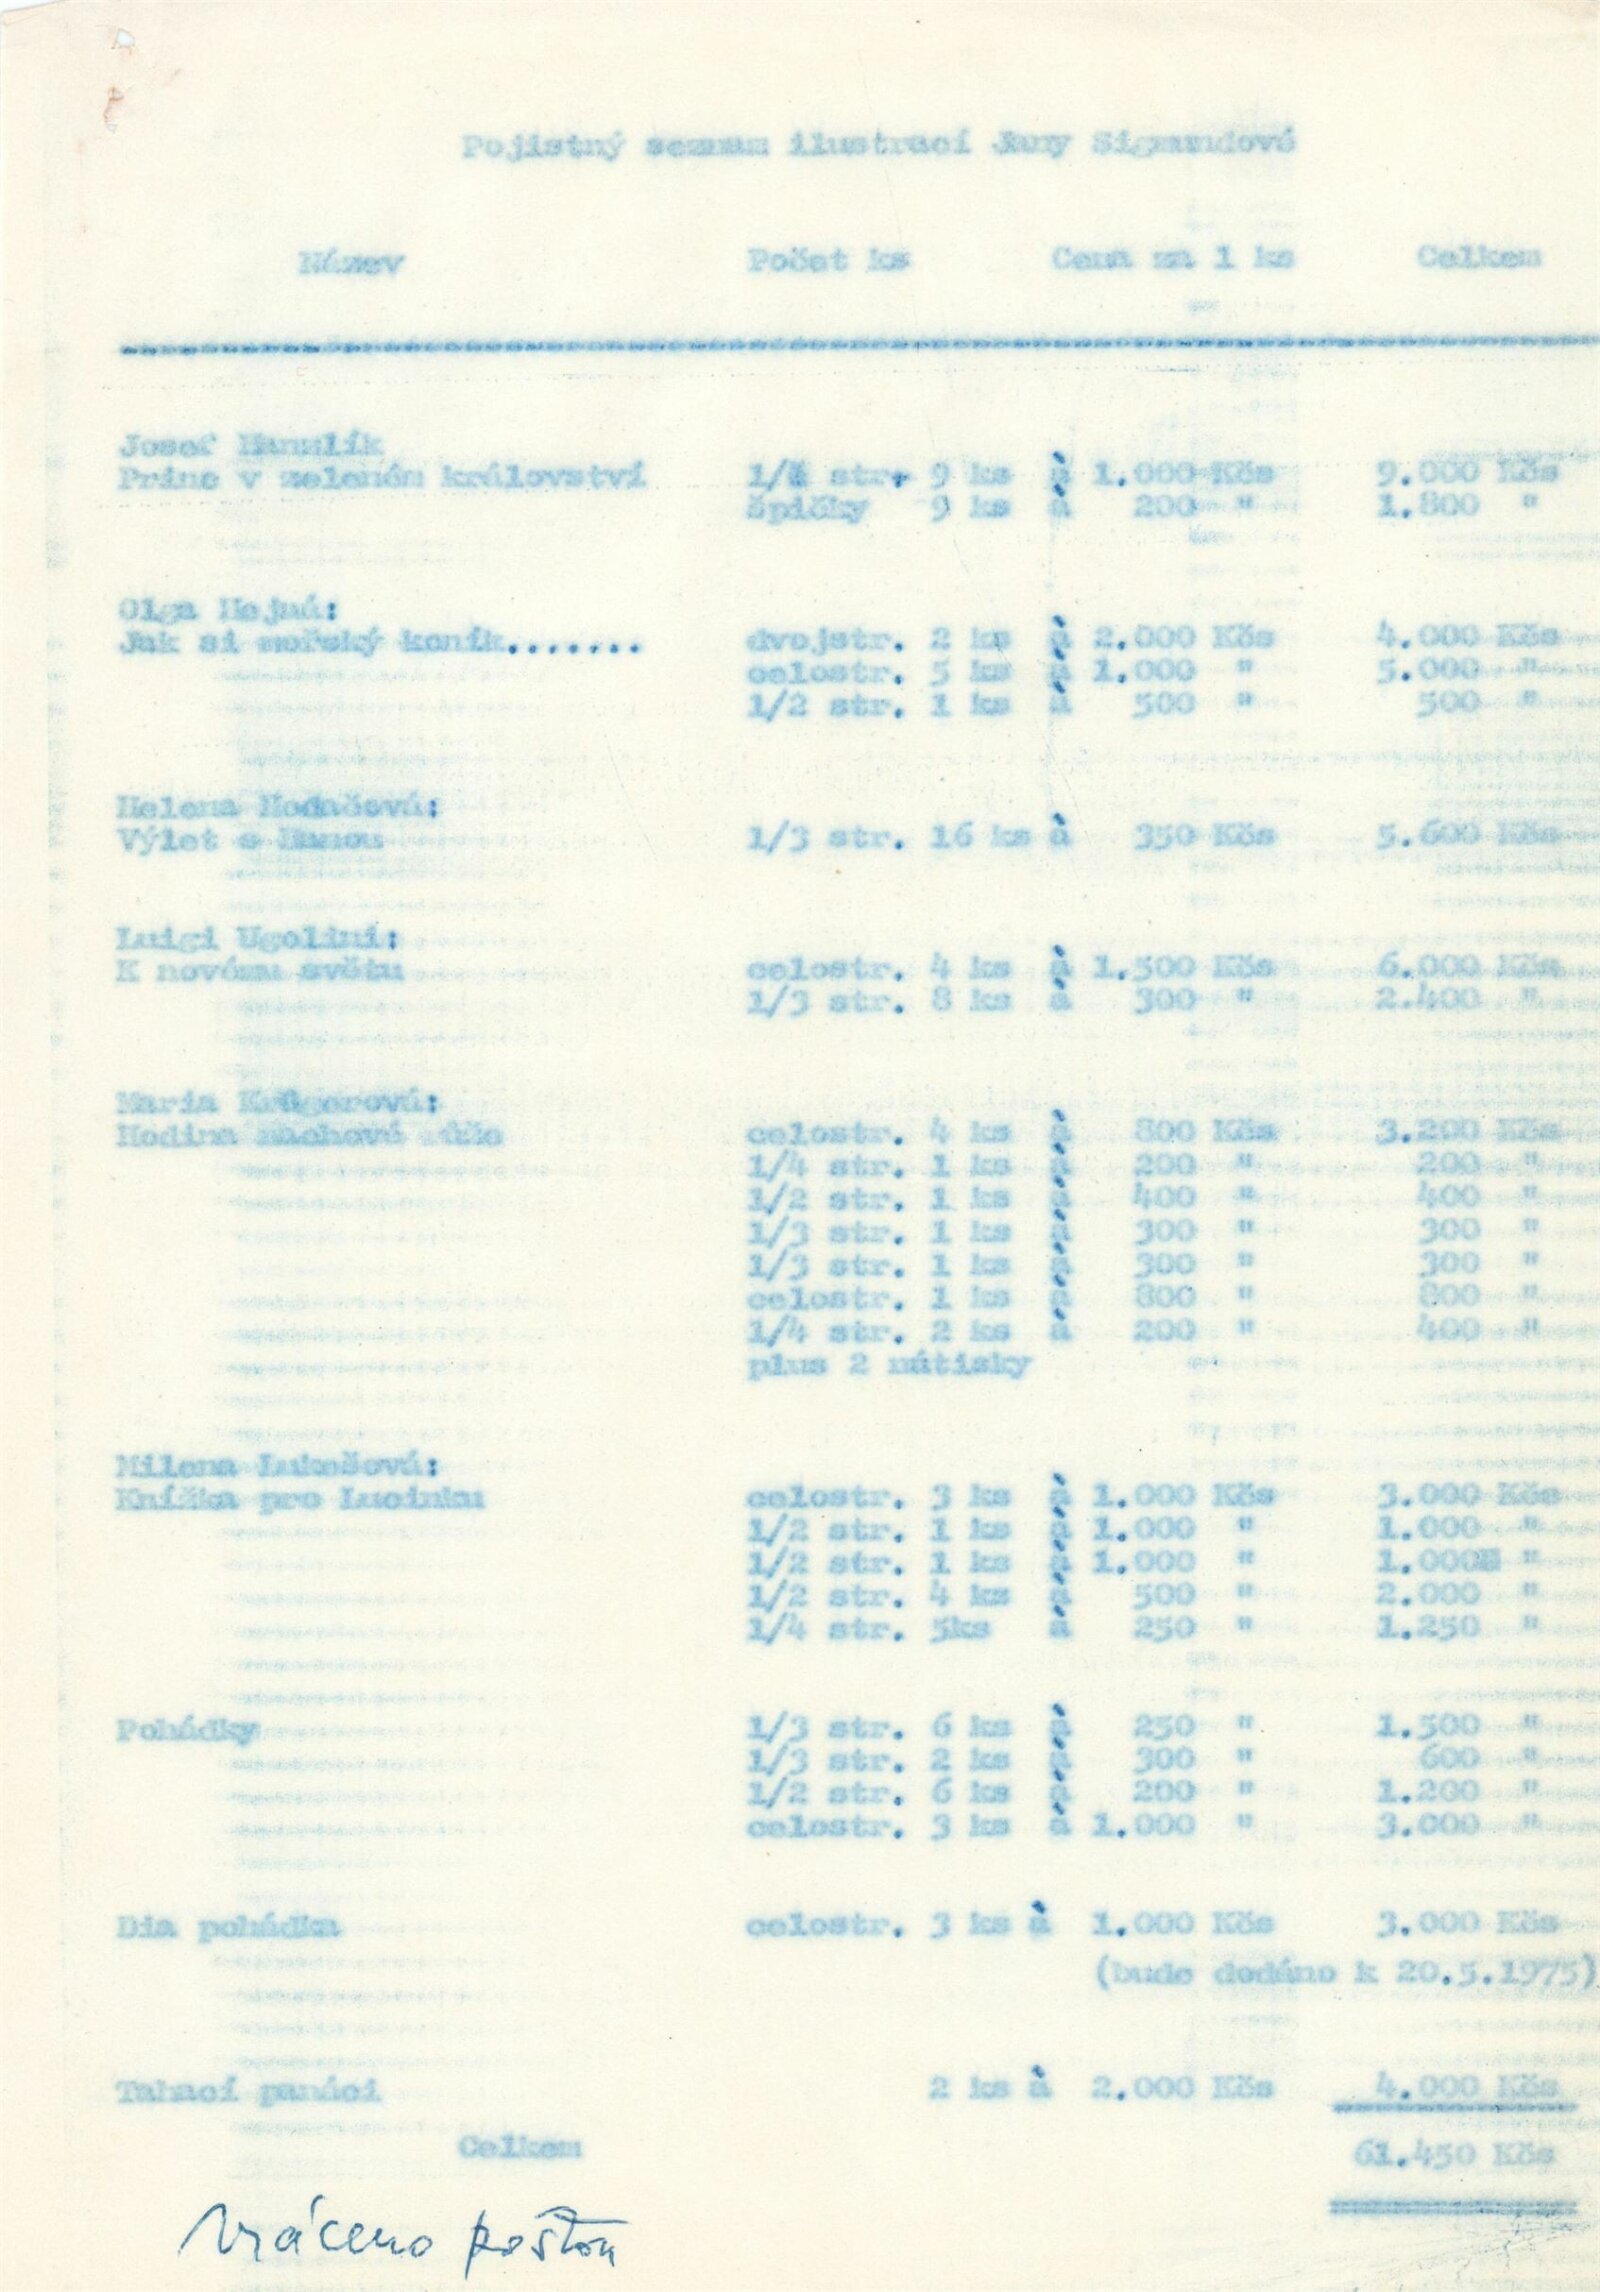 Pojistný seznam ilustrací Jany Sigmundové
Název Počet ks Cena za 1 ks Celkem
Josef Hanzlík
Princ v zeleném království 1/1 str. 9 ks à 1.000 Kčs 9.000 Kčs
špičky 9 ks à 200 " 1.800 "
Olga Hejná:
Jak si mořský koník....... dvojstr. 2 ks à 2.000 Kčs 4.000 Kčs
celostr. 5 ks à 1.000 " 5.000 "
1/2 str. 1 ks à 500 " 500 "
Helena Hodačová:
Výlet s Hanou 1/3 str. 16 ks à 350 Kčs 5.600 Kčs
Luigi Ugolini:
K novému světu celostr. 4 ks à 1.500 Kčs 6.000 Kčs
1/3 str. 8 ks à 300 " 2.400 "
Maria Krügerová:
Hodina nachové růže celostr. 4 ks à 800 Kčs 3.200 Kčs
1/4 str. 1 ks à 200 " 200 "
1/2 str. 1 ks à 400 " 400 "
1/3 str. 1 ks à 300 " 300 "
1/3 str. 1 ks à 300 " 300 "
celostr. 1 ks à 800 " 800 "
1/4 str. 2 ks à 200 " 400 "
plus 2 nátisky
Milena Lukešová:
Knížka pro Lucinku celostr. 3 ks à 1.000 Kčs 3.000 Kčs
1/2 str. 1 ks à 1.000 " 1.000 "
1/2 str. 1 ks à 1.000 " 1.000 "
1/2 str. 4 ks à 500 " 2.000 "
1/4 str. 5ks à 250 " 1.250 "
Pohádky 1/3 str. 6 ks à 250 " 1.500 "
1/3 str. 2 ks à 300 " 600 "
1/2 str. 6 ks à 200 " 1.200 "
celostr. 3 ks à 1.000 " 3.000 "
Dia pohádka celostr. 3 ks à 1.000 Kčs 3.000 Kčs
(bude dodáno k 20.5.1975)
Tahací panáci 2 ks à 2.000 Kčs 4.000 Kčs
Celkem 61.450 Kčs
Vráceno poštou